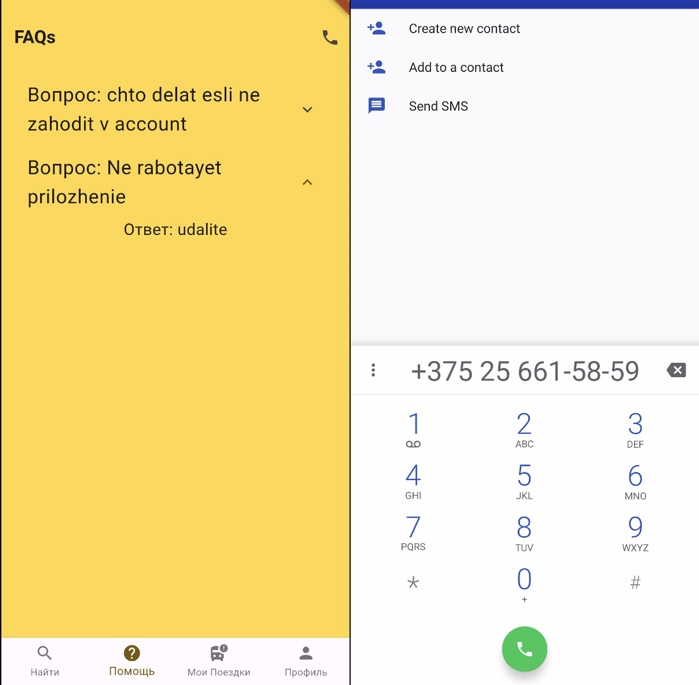 FAQs
Вопрос: chto delat esli ne
zahodit v account
Вопрос: Ne rabotayet
prilozhenie
Ответ: udalite
Найти
Помощь
Мои Поездки
Профиль
Create new contact
Add to a contact
Send SMS
+375 25 661-58-59
1
2
ABC
3
DEF
4
GHI
5
JKL
6
MNO
7
PQRS
8
TUV
9
WXYZ
*
0
+
#